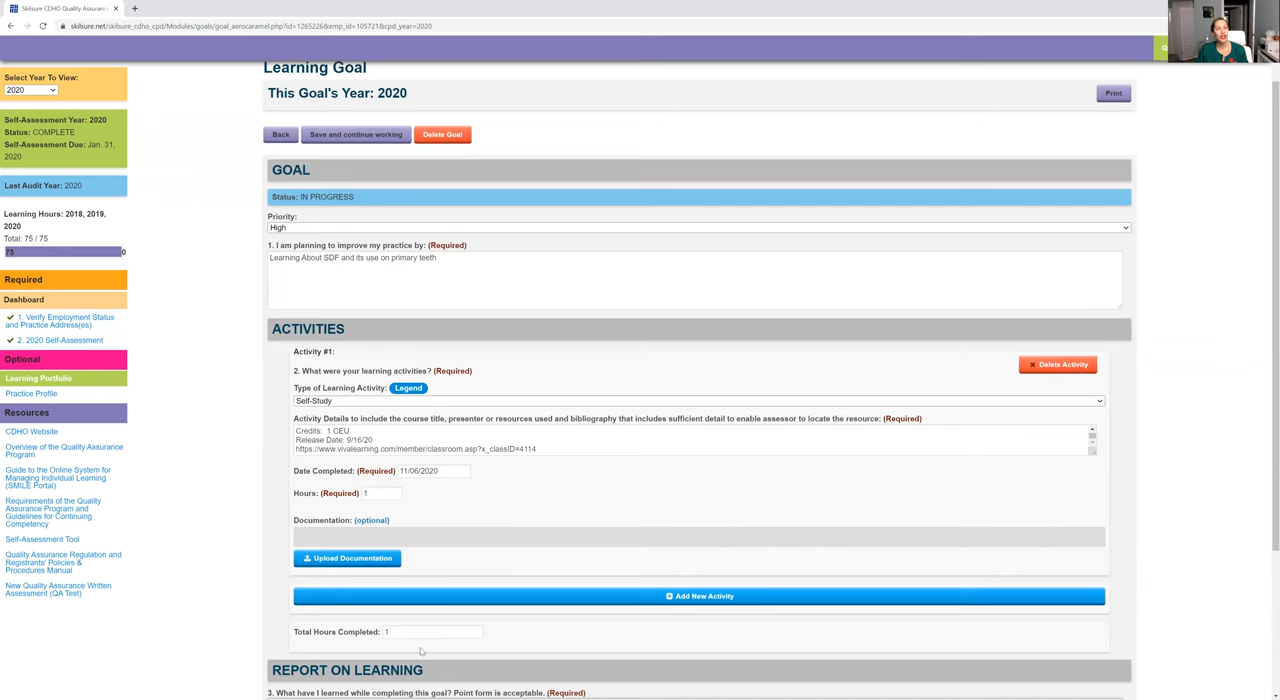 Skilsure CDHO Quality Assuranc
skilsure.net/skilsure_cdho_cpd/Modules/goals/goal_aerocaramel.php?id=1265226&emp_id=105721&cpd_year=2020
Select Year To View:
2020
Self-Assessment Year: 2020
Status: COMPLETE
Self-Assessment Due: Jan. 31,
2020
Last Audit Year: 2020
Learning Hours: 2018, 2019,
2020
Total: 75 / 75
75 0
Required
Dashboard
1. Verify Employment Status
and Practice Address(es)
2. 2020 Self-Assessment
Optional
Learning Portfolio
Practice Profile
Resources
CDHO Website
Overview of the Quality Assurance
Program
Guide to the Online System for
Managing Individual Learning
(SMILE Portal)
Requirements of the Quality
Assurance Program and
Guidelines for Continuing
Competency
Self-Assessment Tool
Quality Assurance Regulation and
Registrants' Policies &
Procedures Manual
New Quality Assurance Written
Assessment (QA Test)
Learning Goal
This Goal's Year: 2020
Print
Back
Save and continue working
Delete Goal
GOAL
Status: IN PROGRESS
Priority:
High
1. I am planning to improve my practice by: (Required)
Learning About SDF and its use on primary teeth
ACTIVITIES
Activity #1:
Delete Activity
2. What were your learning activities? (Required)
Type of Learning Activity: Legend
Self-Study
Activity Details to include the course title, presenter or resources used and bibliography that includes sufficient detail to enable assessor to locate the resource: (Required)
Credits: 1 CEU
Release Date: 9/16/20
https://www.vivalearning.com/member/classroom.asp?x_classID=4114
Date Completed: (Required) 11/06/2020
Hours: (Required) 1
Documentation: (optional)
Upload Documentation
Add New Activity
Total Hours Completed: 1
REPORT ON LEARNING
3. What have I learned while completing this goal? Point form is acceptable. (Required)